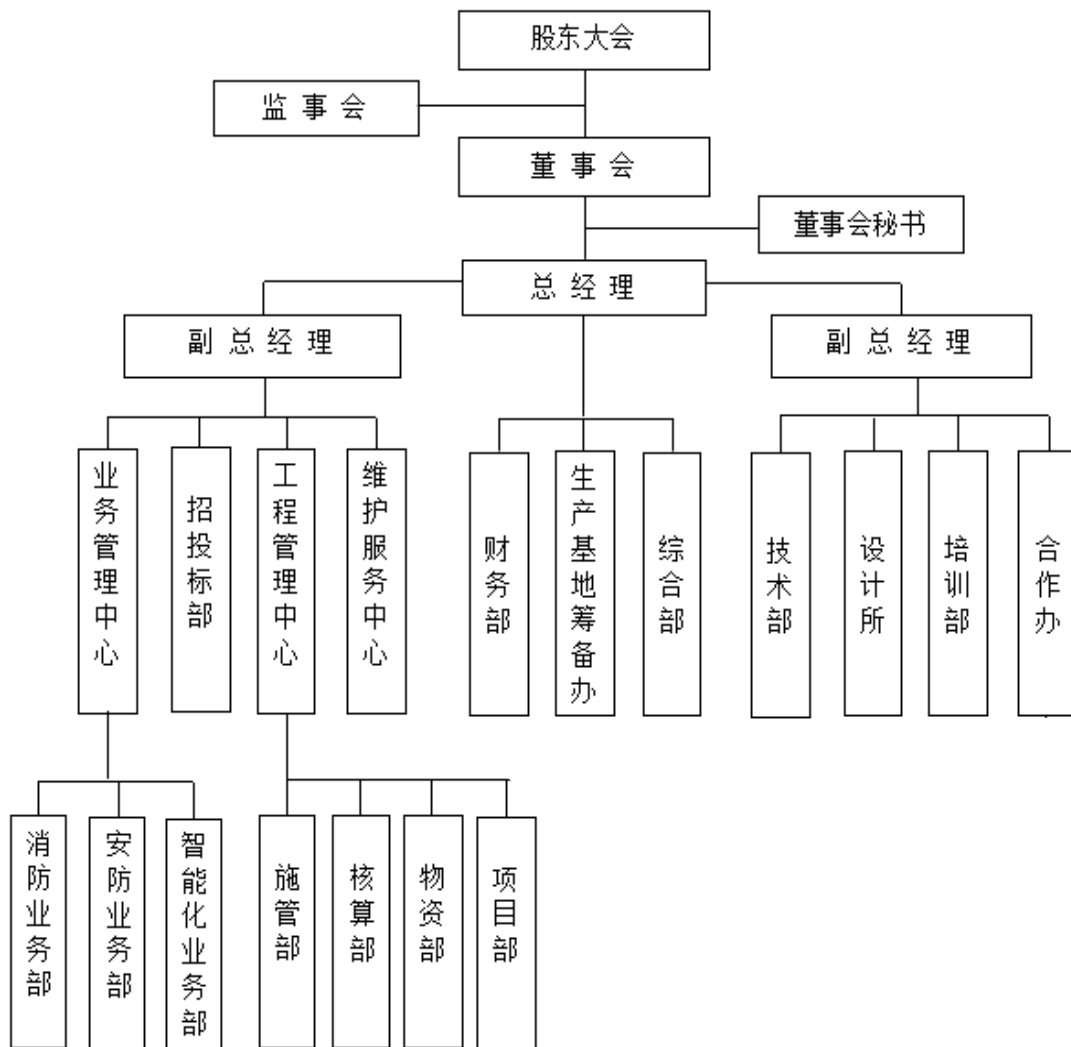 股东大会
监 事 会
董 事 会
董事会秘书
总 经 理
副 总 经 理
副 总 经 理
业务管理中心
招投标部
工程管理中心
维护服务中心
财务部
生产基地筹备办
综合部
技术部
设计所
培训部
合作办
消防业务部
安防业务部
智能化业务部
施管部
核算部
物资部
项目部